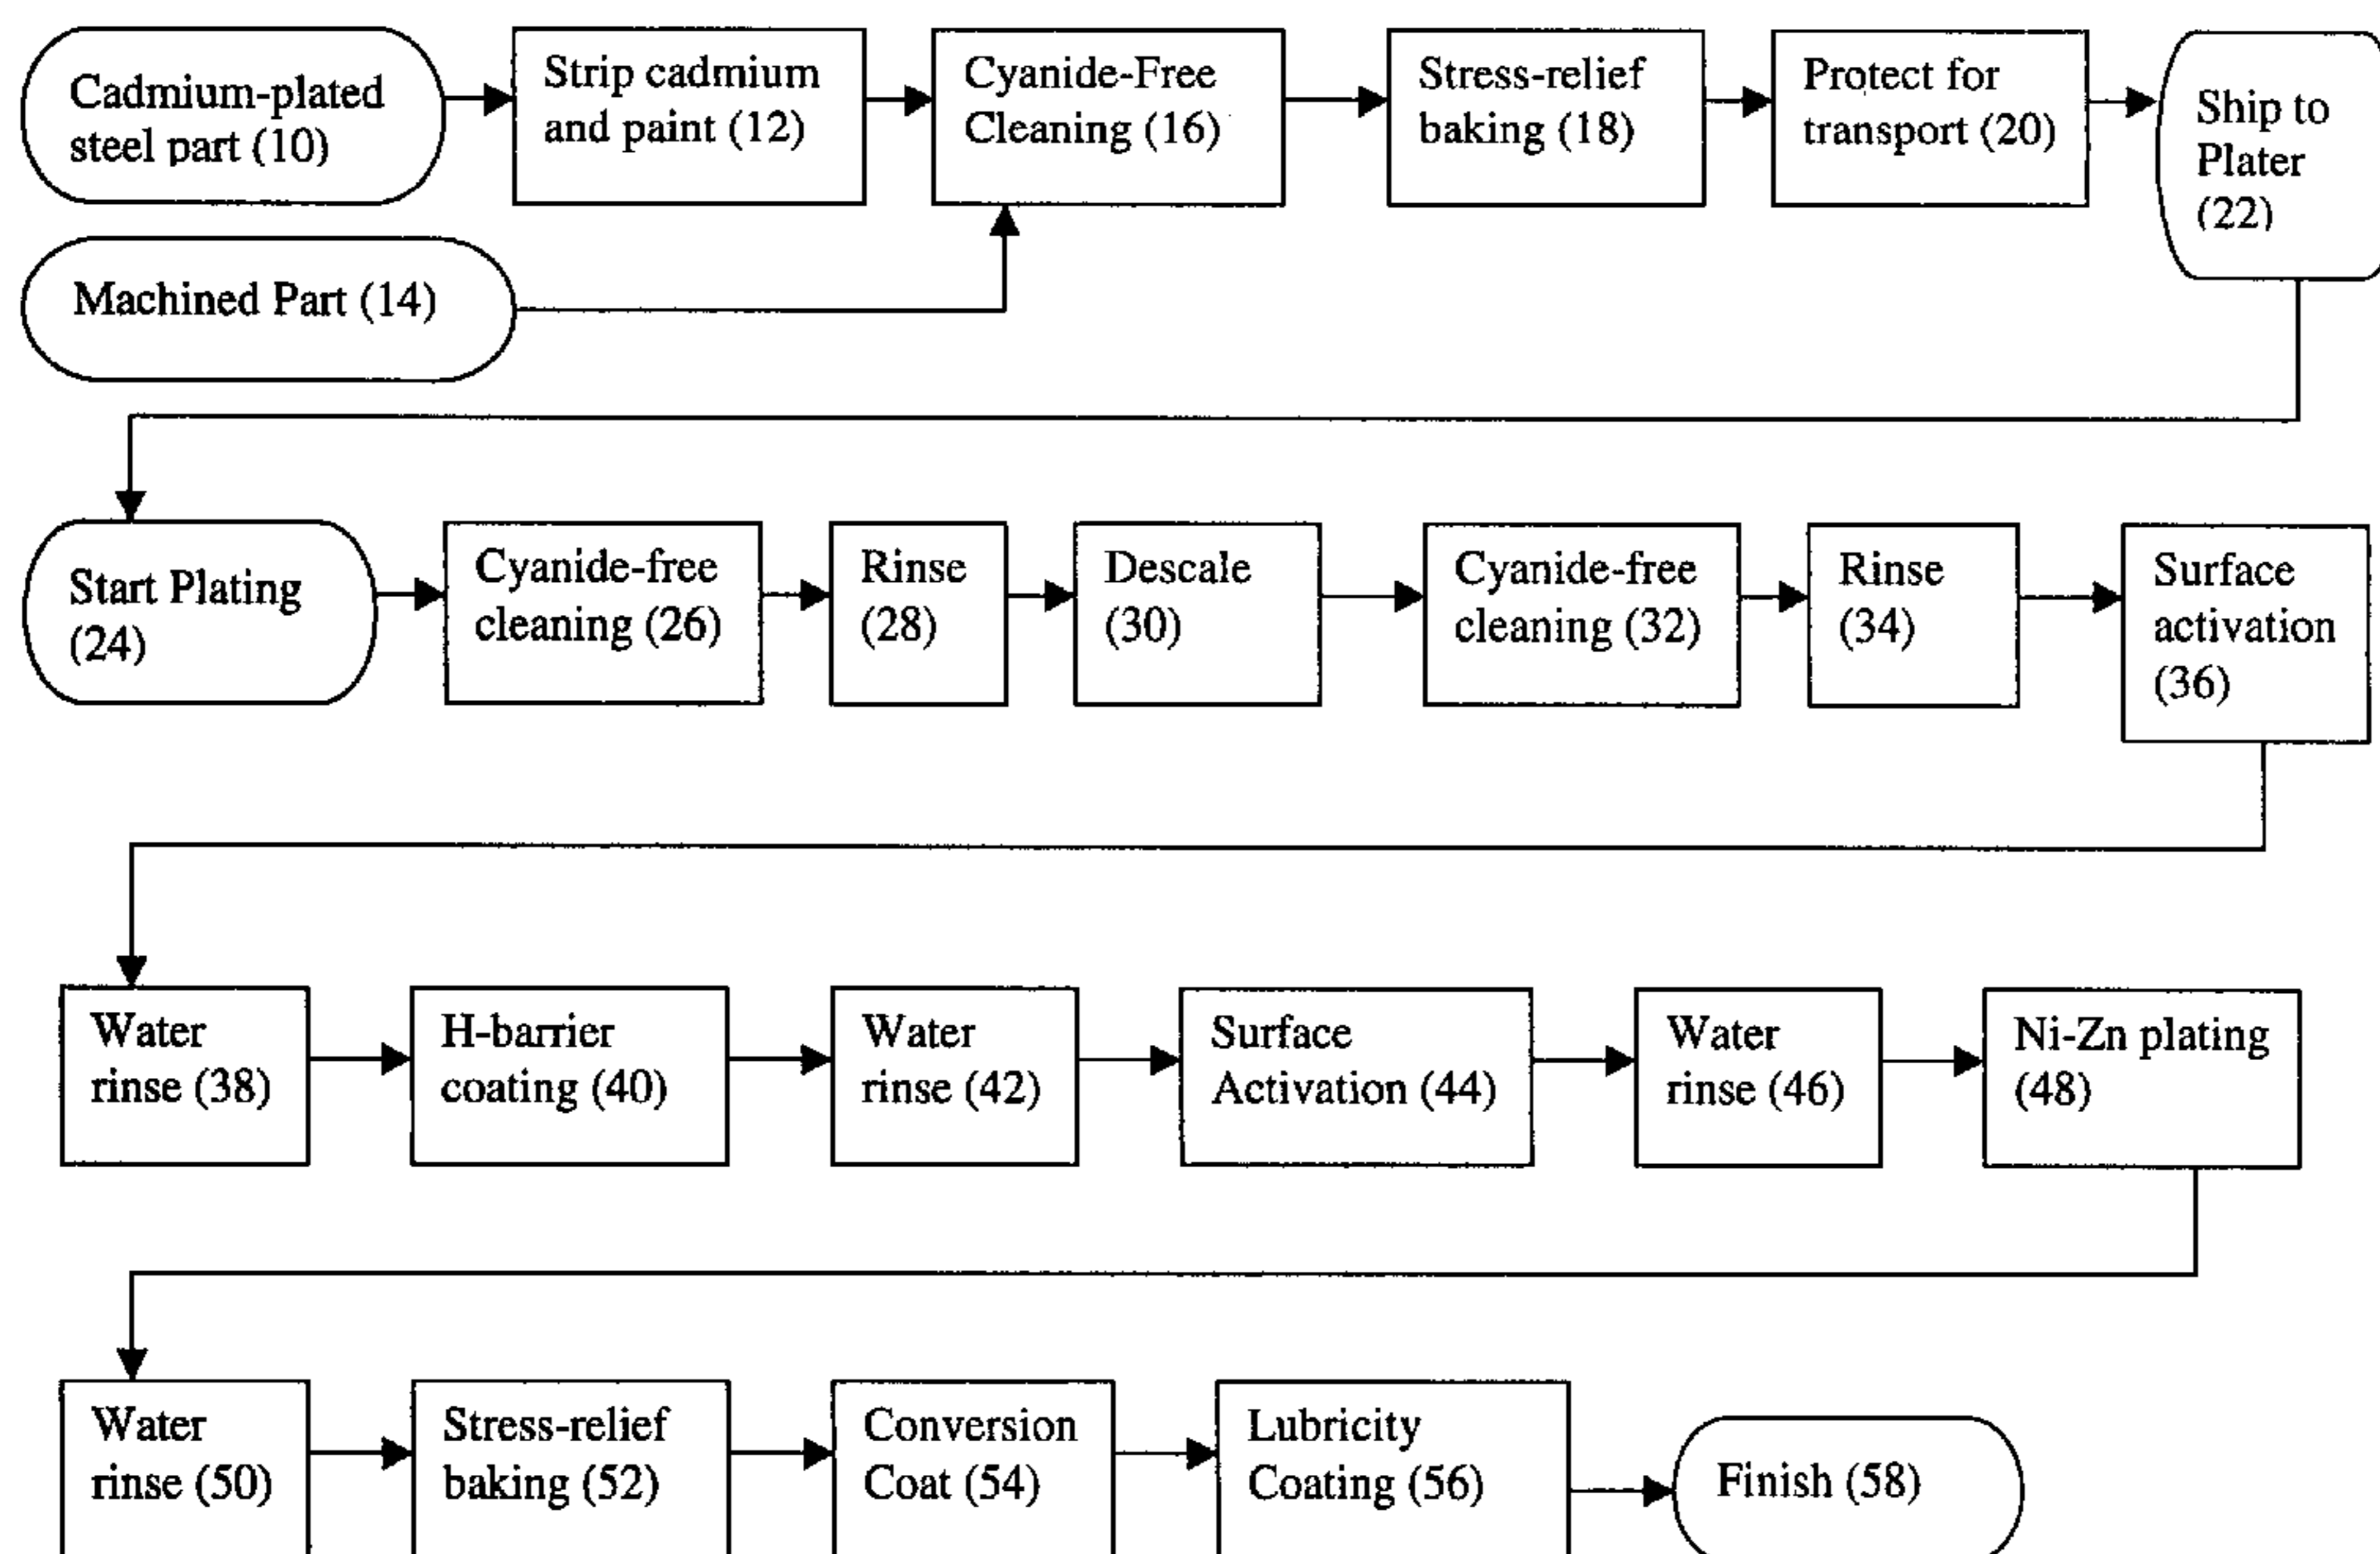 Cadmium-plated
steel part (10)
Strip cadmium
and paint (12)
Cyanide-Free
Cleaning (16)
Stress-relief
baking (18)
Protect for
transport (20)
Ship to
Plater
(22)
Machined Part (14)
Start Plating
(24)
Cyanide-free
cleaning (26)
Rinse
(28)
Descale
(30)
Cyanide-free
cleaning (32)
Rinse
(34)
Surface
activation
(36)
Water
rinse (38)
H-barrier
coating (40)
Water
rinse (42)
Surface
Activation (44)
Water
rinse (46)
Ni-Zn plating
(48)
Water
rinse (50)
Stress-relief
baking (52)
Conversion
Coat (54)
Lubricity
Coating (56)
Finish (58)